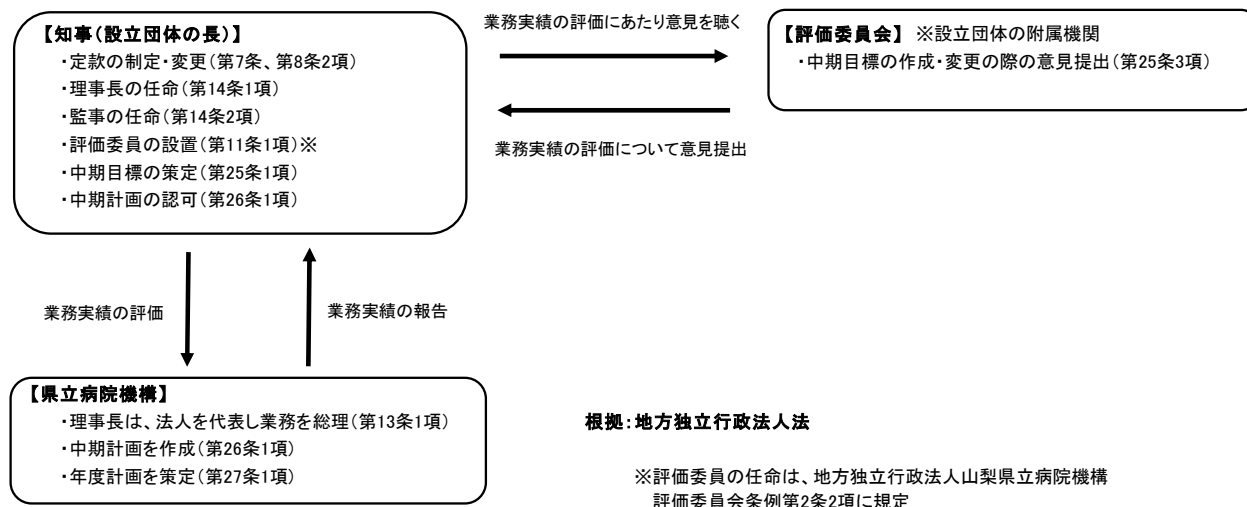 【知事(設立団体の長)】
・定款の制定・変更(第7条、第8条2項)
・理事長の任命(第14条1項)
・監事の任命(第14条2項)
・評価委員の設置(第11条1項)※
・中期目標の策定(第25条1項)
・中期計画の認可(第26条1項)
業務実績の評価にあたり意見を聴く
業務実績の評価について意見提出
【評価委員会】 ※設立団体の附属機関
・中期目標の作成・変更の際の意見提出(第25条3項)
業務実績の評価
業務実績の報告
【県立病院機構】
・理事長は、法人を代表し業務を総理(第13条1項)
・中期計画を作成(第26条1項)
・年度計画を策定(第27条1項)
根拠:地方独立行政法人法
※評価委員の任命は、地方独立行政法人山梨県立病院機構
評価委員会条例第2条2項に規定